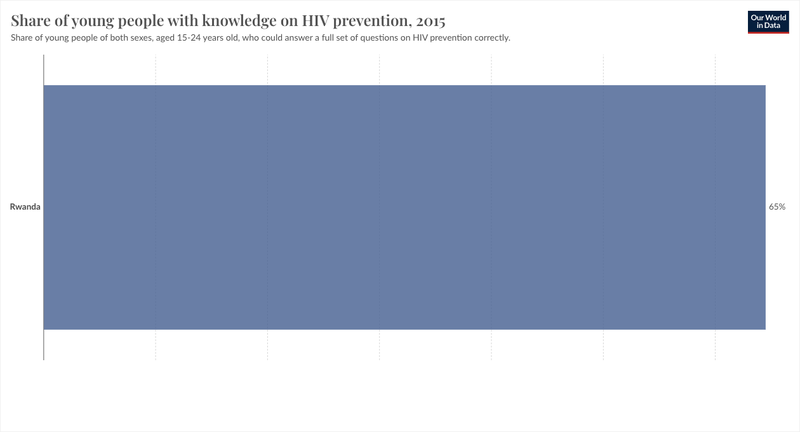 Share of young people with knowledge on HIV prevention, 2015
Our World
in Data
Share of young people of both sexes, aged 15-24 years old, who could answer a full set of questions on HIV prevention correctly.
Rwanda
65%